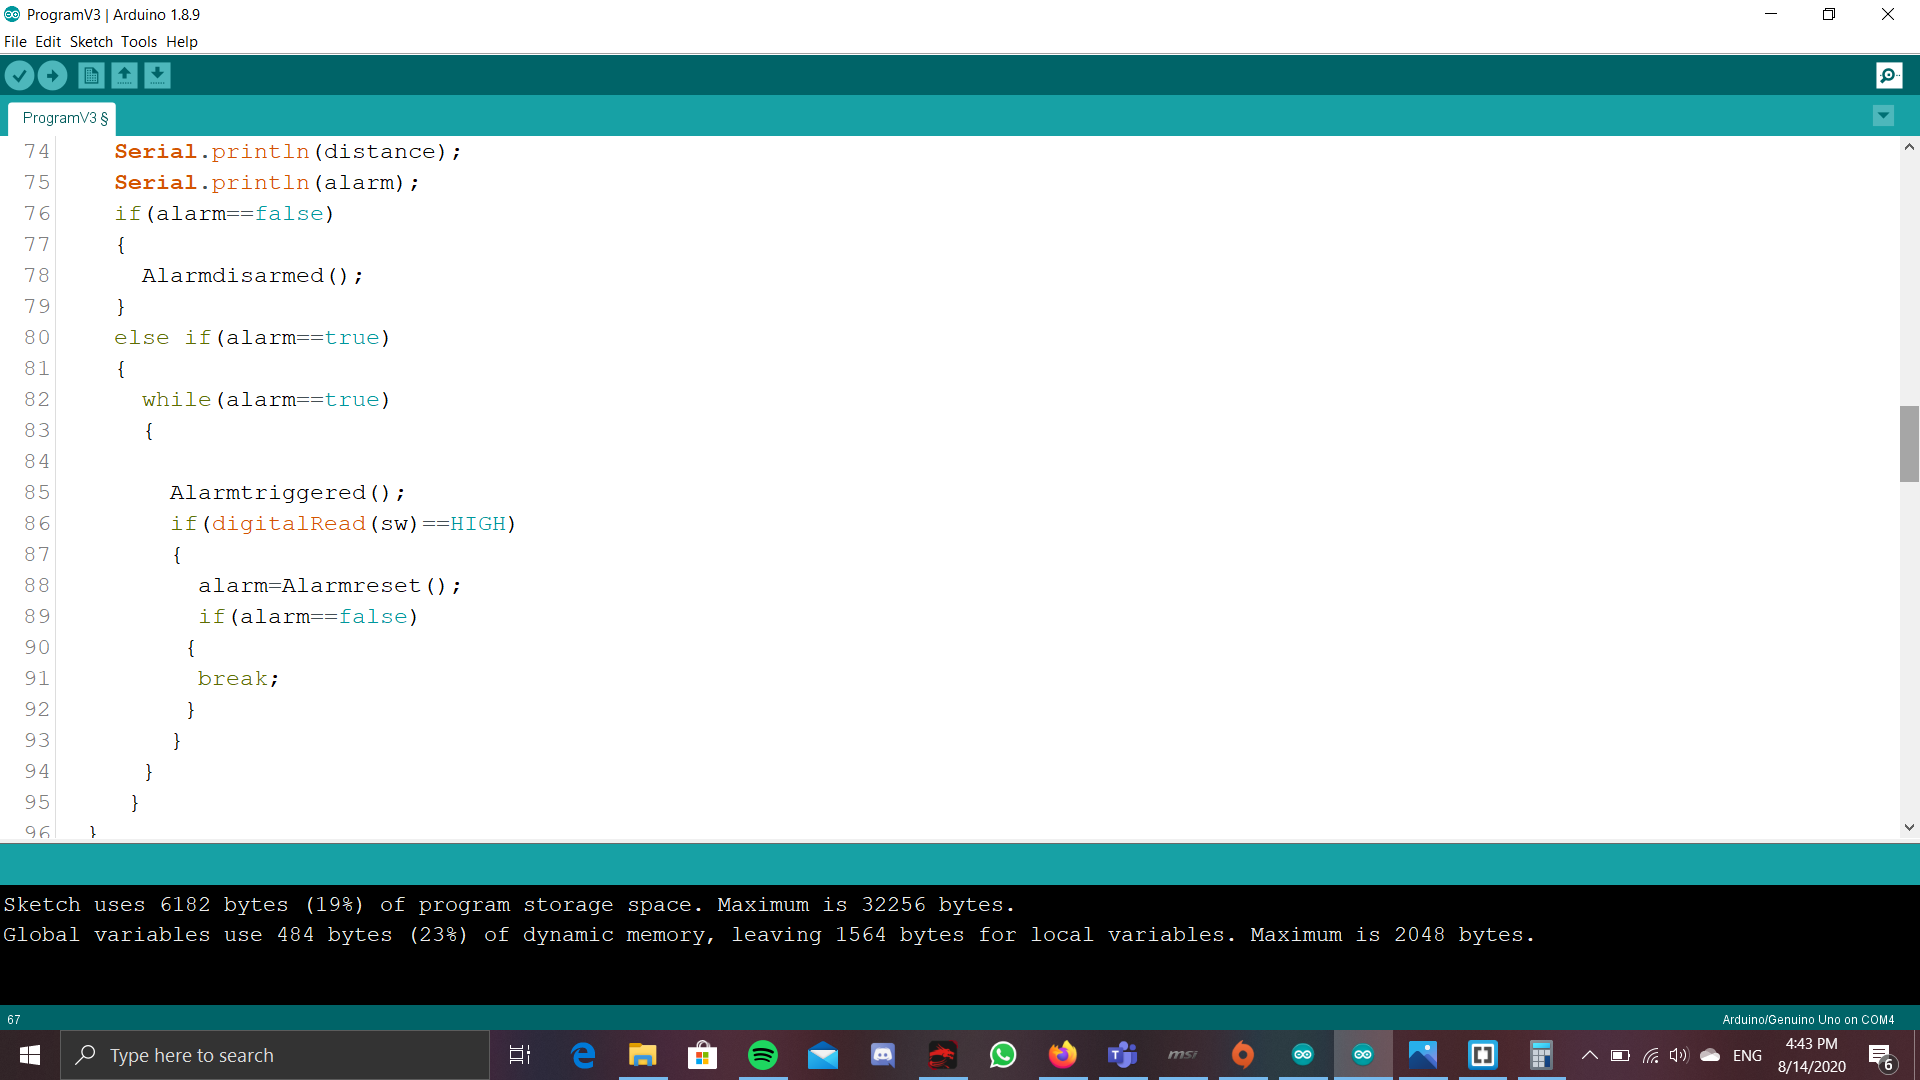 ProgramV3 | Arduino 1.8.9
File Edit Sketch Tools Help
ProgramV3 §
74 Serial.println(distance);
75 Serial.println(alarm);
76 if(alarm==false)
77 {
78 Alarmdisarmed();
79 }
80 else if(alarm==true)
81 {
82 while(alarm==true)
83 {
84
85 Alarmtriggered();
86 if(digitalRead(sw)==HIGH)
87 {
88 alarm=Alarmreset();
89 if(alarm==false)
90 {
91 break;
92 }
93 }
94 }
95 }
96 }
Sketch uses 6182 bytes (19%) of program storage space. Maximum is 32256 bytes.
Global variables use 484 bytes (23%) of dynamic memory, leaving 1564 bytes for local variables. Maximum is 2048 bytes.
67 Arduino/Genuino Uno on COM4
Type here to search
msi
ENG
4:43 PM
8/14/2020
6